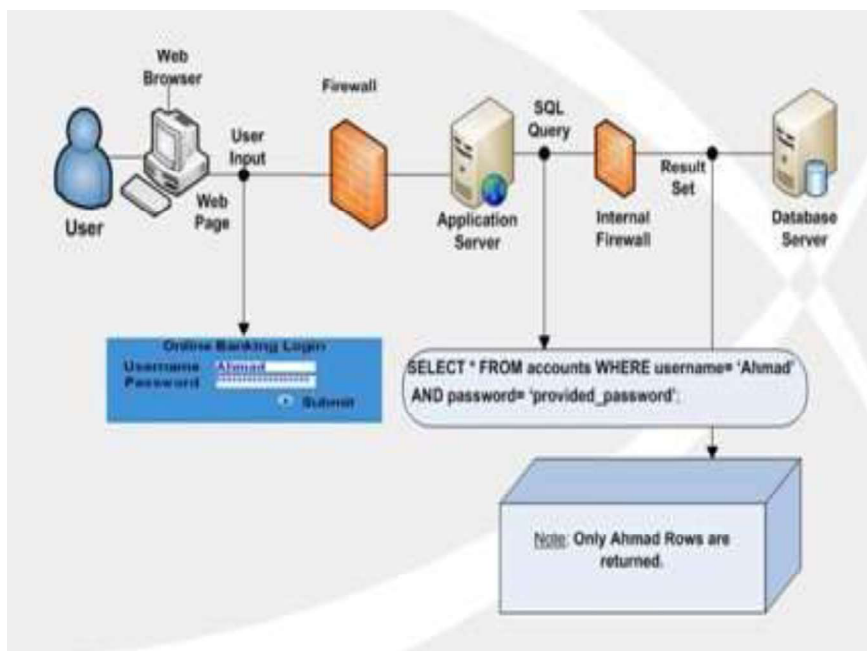 Web
Browser
Firewall
User
Input
SQL
Query
Result
Set
Web
Page
User
Application
Server
Internal
Firewall
Database
Server
Online Banking Login
Username Ahmad
Password ****************
Submit
SELECT * FROM accounts WHERE username= ‘Ahmad’
AND password= ‘provided_password’;
Note: Only Ahmad Rows are
returned.